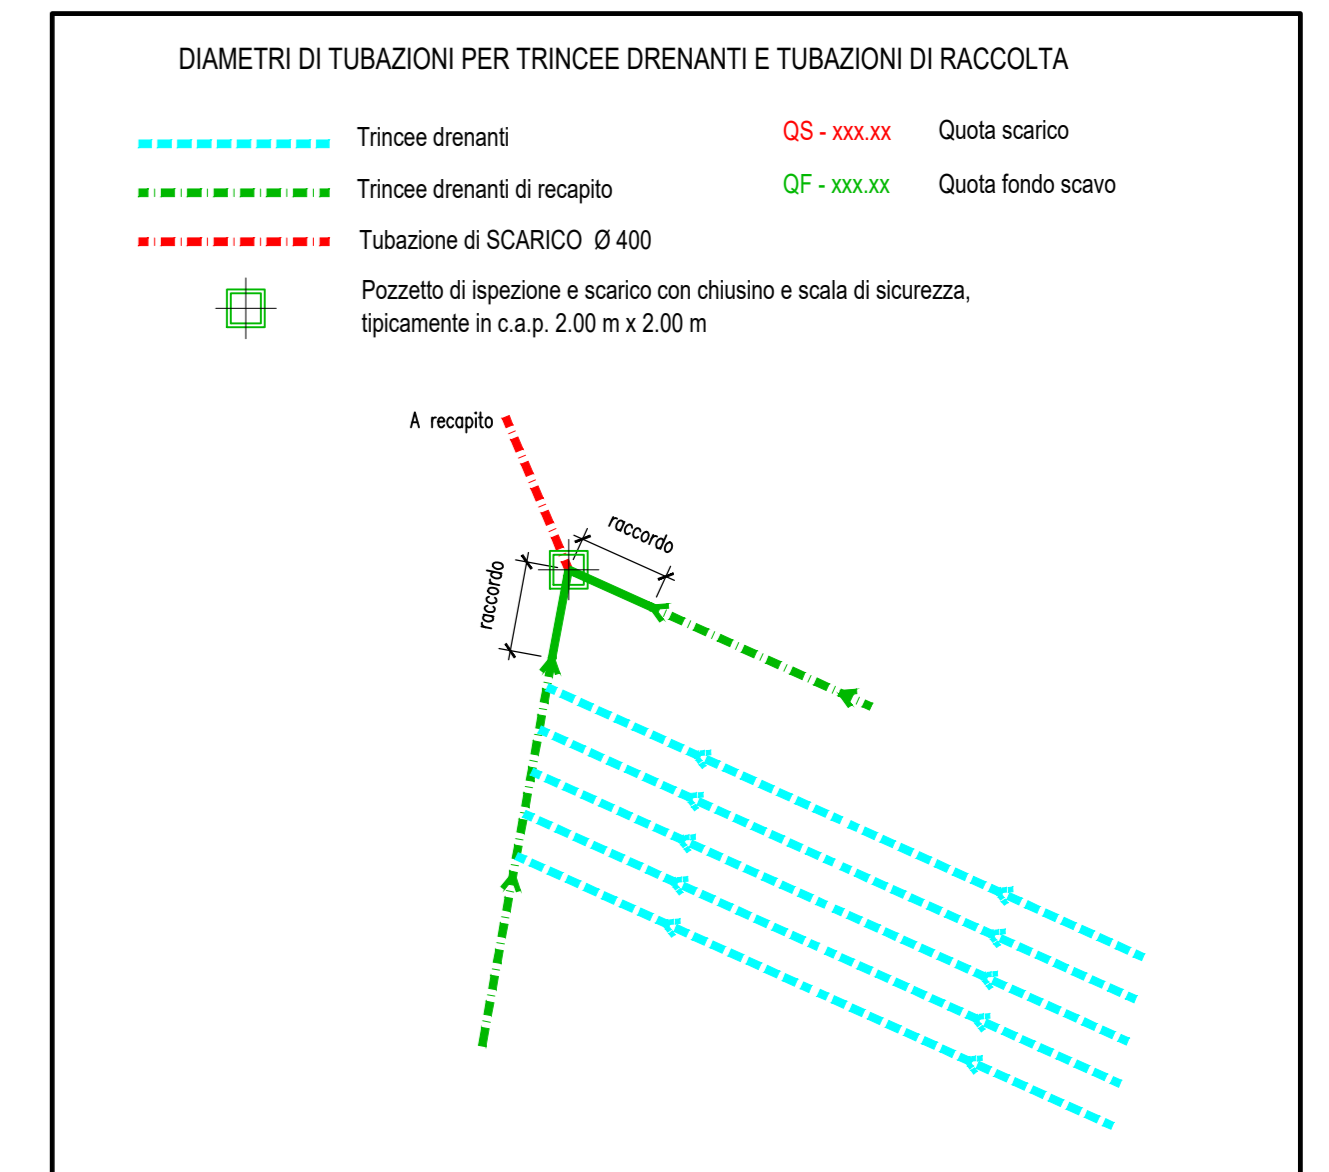 DIAMETRI DI TUBAZIONI PER TRINCEE DRENANTI E TUBAZIONI DI RACCOLTA
Trincee drenanti
QS - xxx.xx Quota scarico
Trincee drenanti di recapito
QF - xxx.xx Quota fondo scavo
Tubazione di SCARICO Ø 400
Pozzetto di ispezione e scarico con chiusino e scala di sicurezza,
tipicamente in c.a.p. 2.00 m x 2.00 m
A recapito
raccordo
raccordo